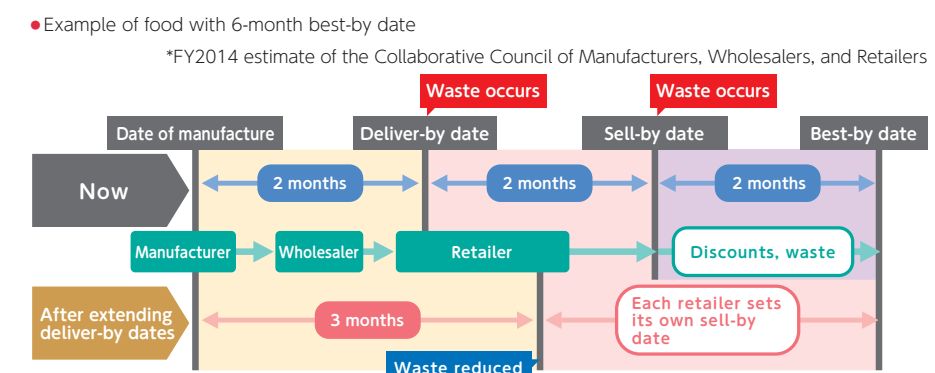 ● Example of food with 6-month best-by date
*FY2014 estimate of the Collaborative Council of Manufacturers, Wholesalers, and Retailers
Waste occurs
Waste occurs
Date of manufacture
Deliver-by date
Sell-by date
Best-by date
Now
2 months
2 months
2 months
Manufacturer
Wholesaler
Retailer
Discounts, waste
After extending
deliver-by dates
3 months
Each retailer sets
its own sell-by
date
Waste reduced